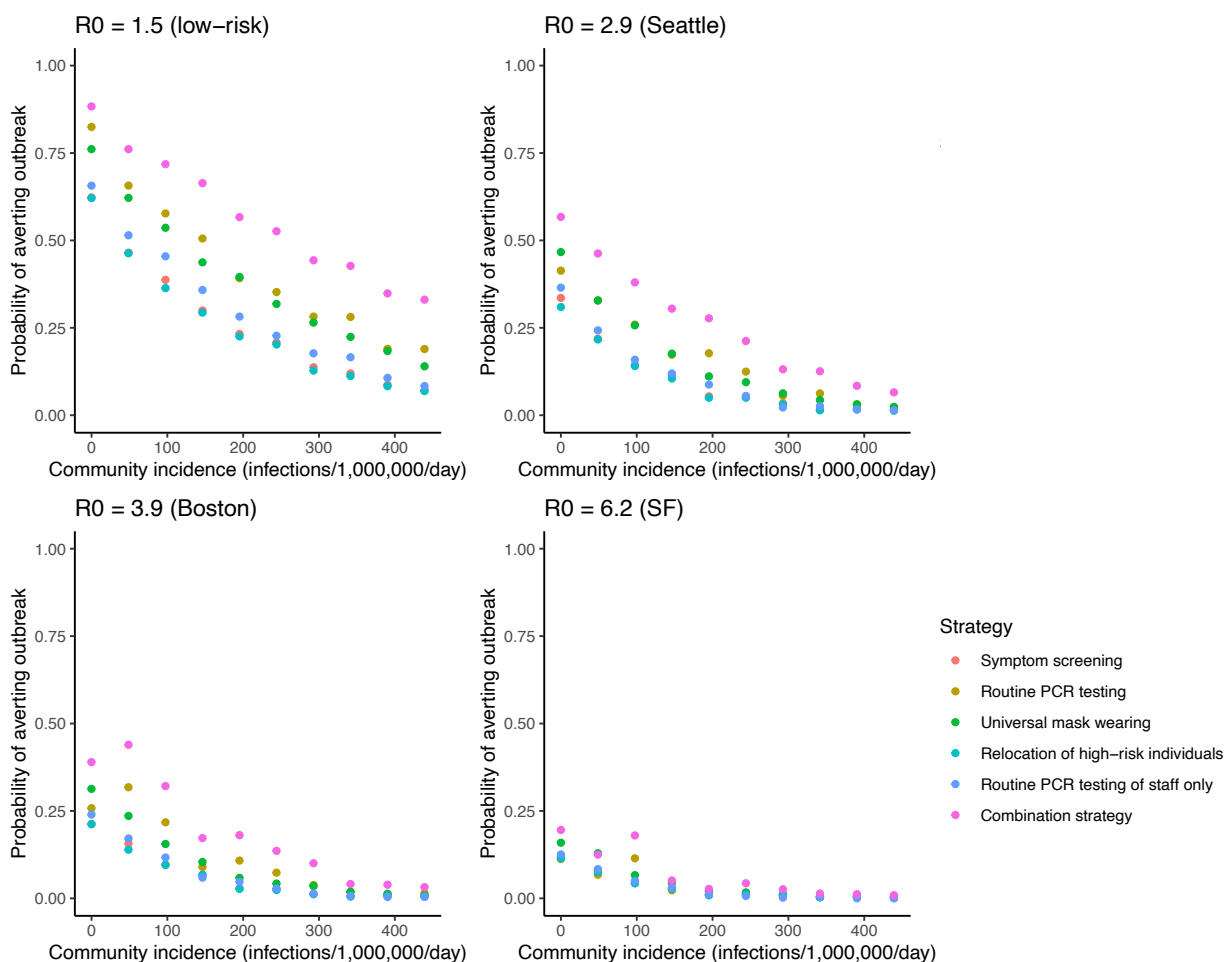 R0 = 1.5 (low−risk)
1.00
0.75
0.50
0.25
0.00
0 100 200 300 400
Probability of averting outbreak
Community incidence (infections/1,000,000/day)
R0 = 2.9 (Seattle)
1.00
0.75
0.50
0.25
0.00
0 100 200 300 400
Probability of averting outbreak
Community incidence (infections/1,000,000/day)
R0 = 3.9 (Boston)
1.00
0.75
0.50
0.25
0.00
0 100 200 300 400
Probability of averting outbreak
Community incidence (infections/1,000,000/day)
R0 = 6.2 (SF)
1.00
0.75
0.50
0.25
0.00
0 100 200 300 400
Probability of averting outbreak
Community incidence (infections/1,000,000/day)
Strategy
Symptom screening
Routine PCR testing
Universal mask wearing
Relocation of high−risk individuals
Routine PCR testing of staff only
Combination strategy